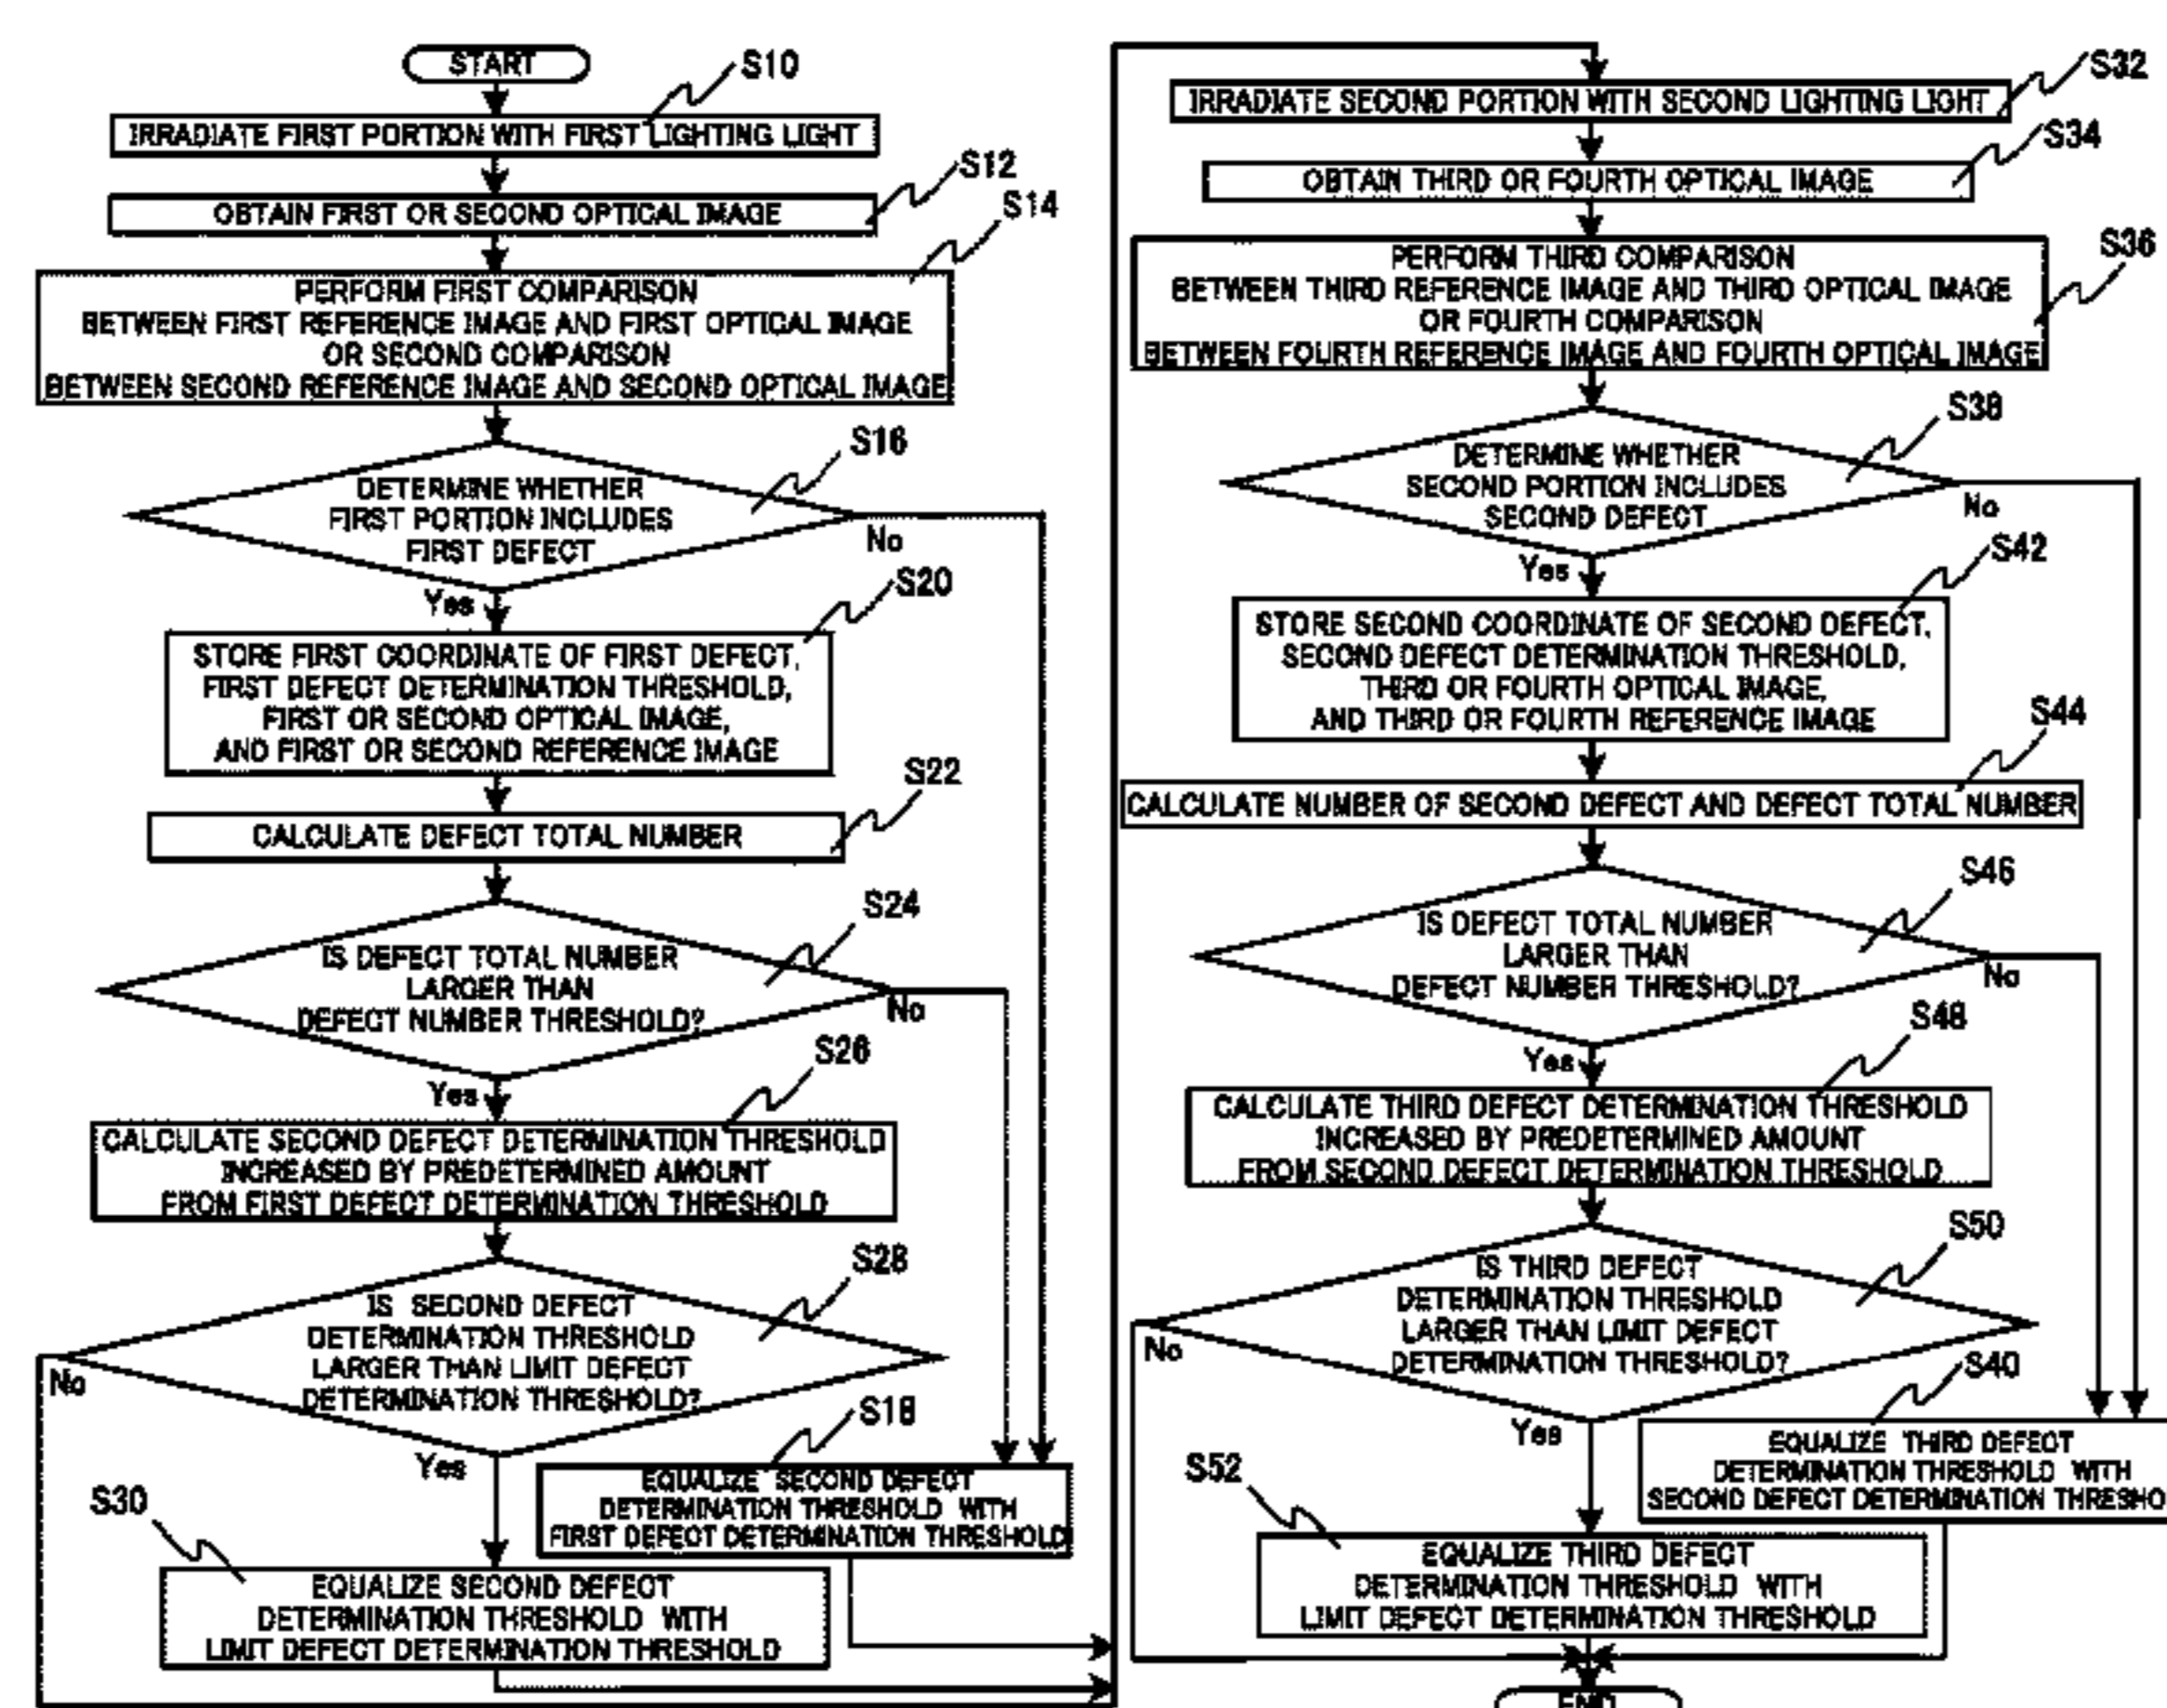 START
S10
IRRADIATE FIRST PORTION WITH FIRST LIGHTING LIGHT
S12
OBTAIN FIRST OR SECOND OPTICAL IMAGE
S14
PERFORM FIRST COMPARISON
BETWEEN FIRST REFERENCE IMAGE AND FIRST OPTICAL IMAGE
OR SECOND COMPARISON
BETWEEN SECOND REFERENCE IMAGE AND SECOND OPTICAL IMAGE
S16
DETERMINE WHETHER
FIRST PORTION INCLUDES
FIRST DEFECT
No
Yes
S20
STORE FIRST COORDINATE OF FIRST DEFECT,
FIRST DEFECT DETERMINATION THRESHOLD,
FIRST OR SECOND OPTICAL IMAGE,
AND FIRST OR SECOND REFERENCE IMAGE
S22
CALCULATE DEFECT TOTAL NUMBER
S24
IS DEFECT TOTAL NUMBER
LARGER THAN
DEFECT NUMBER THRESHOLD?
No
Yes
S26
CALCULATE SECOND DEFECT DETERMINATION THRESHOLD
INCREASED BY PREDETERMINED AMOUNT
FROM FIRST DEFECT DETERMINATION THRESHOLD
S28
IS SECOND DEFECT
DETERMINATION THRESHOLD
LARGER THAN LIMIT DEFECT
DETERMINATION THRESHOLD?
No
Yes
S18
EQUALIZE SECOND DEFECT
DETERMINATION THRESHOLD WITH
FIRST DEFECT DETERMINATION THRESHOLD
S30
EQUALIZE SECOND DEFECT
DETERMINATION THRESHOLD WITH
LIMIT DEFECT DETERMINATION THRESHOLD
S32
IRRADIATE SECOND PORTION WITH SECOND LIGHTING LIGHT
S34
OBTAIN THIRD OR FOURTH OPTICAL IMAGE
S36
PERFORM THIRD COMPARISON
BETWEEN THIRD REFERENCE IMAGE AND THIRD OPTICAL IMAGE
OR FOURTH COMPARISON
BETWEEN FOURTH REFERENCE IMAGE AND FOURTH OPTICAL IMAGE
S38
DETERMINE WHETHER
SECOND PORTION INCLUDES
SECOND DEFECT
No
Yes
S42
STORE SECOND COORDINATE OF SECOND DEFECT,
SECOND DEFECT DETERMINATION THRESHOLD,
THIRD OR FOURTH OPTICAL IMAGE,
AND THIRD OR FOURTH REFERENCE IMAGE
S44
CALCULATE NUMBER OF SECOND DEFECT AND DEFECT TOTAL NUMBER
S46
IS DEFECT TOTAL NUMBER
LARGER THAN
DEFECT NUMBER THRESHOLD?
No
Yes
S48
CALCULATE THIRD DEFECT DETERMINATION THRESHOLD
INCREASED BY PREDETERMINED AMOUNT
FROM SECOND DEFECT DETERMINATION THRESHOLD
S50
IS THIRD DEFECT
DETERMINATION THRESHOLD
LARGER THAN LIMIT DEFECT
DETERMINATION THRESHOLD?
No
Yes
S40
EQUALIZE THIRD DEFECT
DETERMINATION THRESHOLD WITH
SECOND DEFECT DETERMINATION THRESHO
S52
EQUALIZE THIRD DEFECT
DETERMINATION THRESHOLD WITH
LIMIT DEFECT DETERMINATION THRESHOLD
END